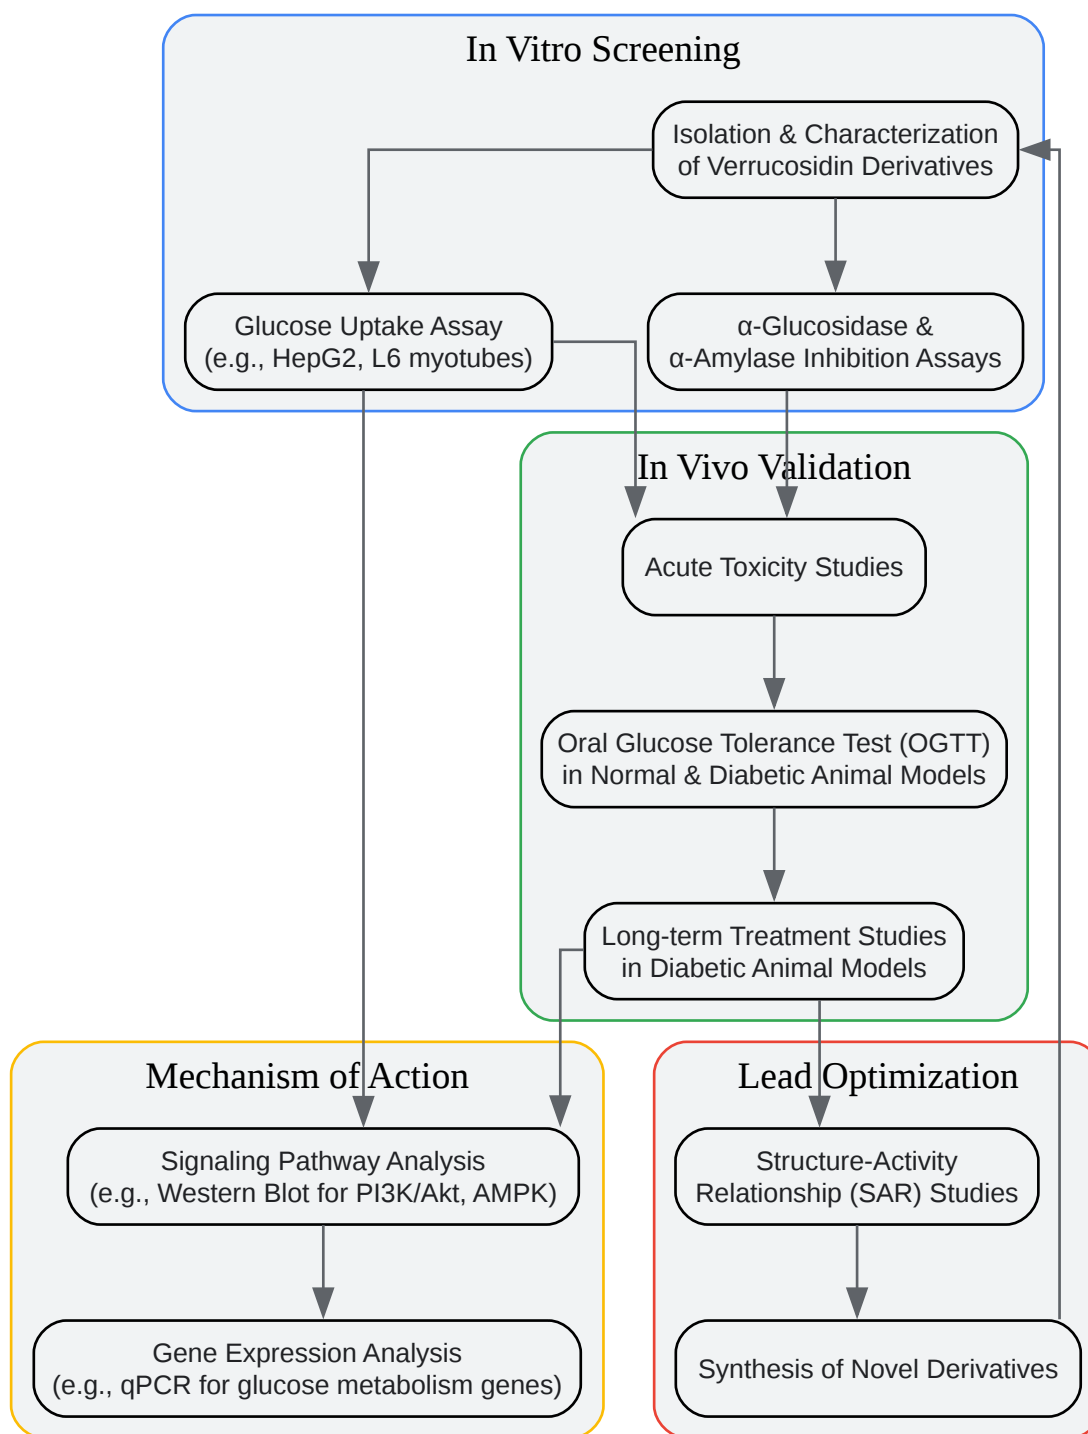 In Vitro Screening
Isolation & Characterization
of Verrucosidin Derivatives
Glucose Uptake Assay
(e.g., HepG2, L6 myotubes)
α-Glucosidase &
α-Amylase Inhibition Assays
In Vivo Validation
Acute Toxicity Studies
Oral Glucose Tolerance Test (OGTT)
in Normal & Diabetic Animal Models
Long-term Treatment Studies
in Diabetic Animal Models
Mechanism of Action
Signaling Pathway Analysis
(e.g., Western Blot for PI3K/Akt, AMPK)
Gene Expression Analysis
(e.g., qPCR for glucose metabolism genes)
Lead Optimization
Structure-Activity
Relationship (SAR) Studies
Synthesis of Novel Derivatives